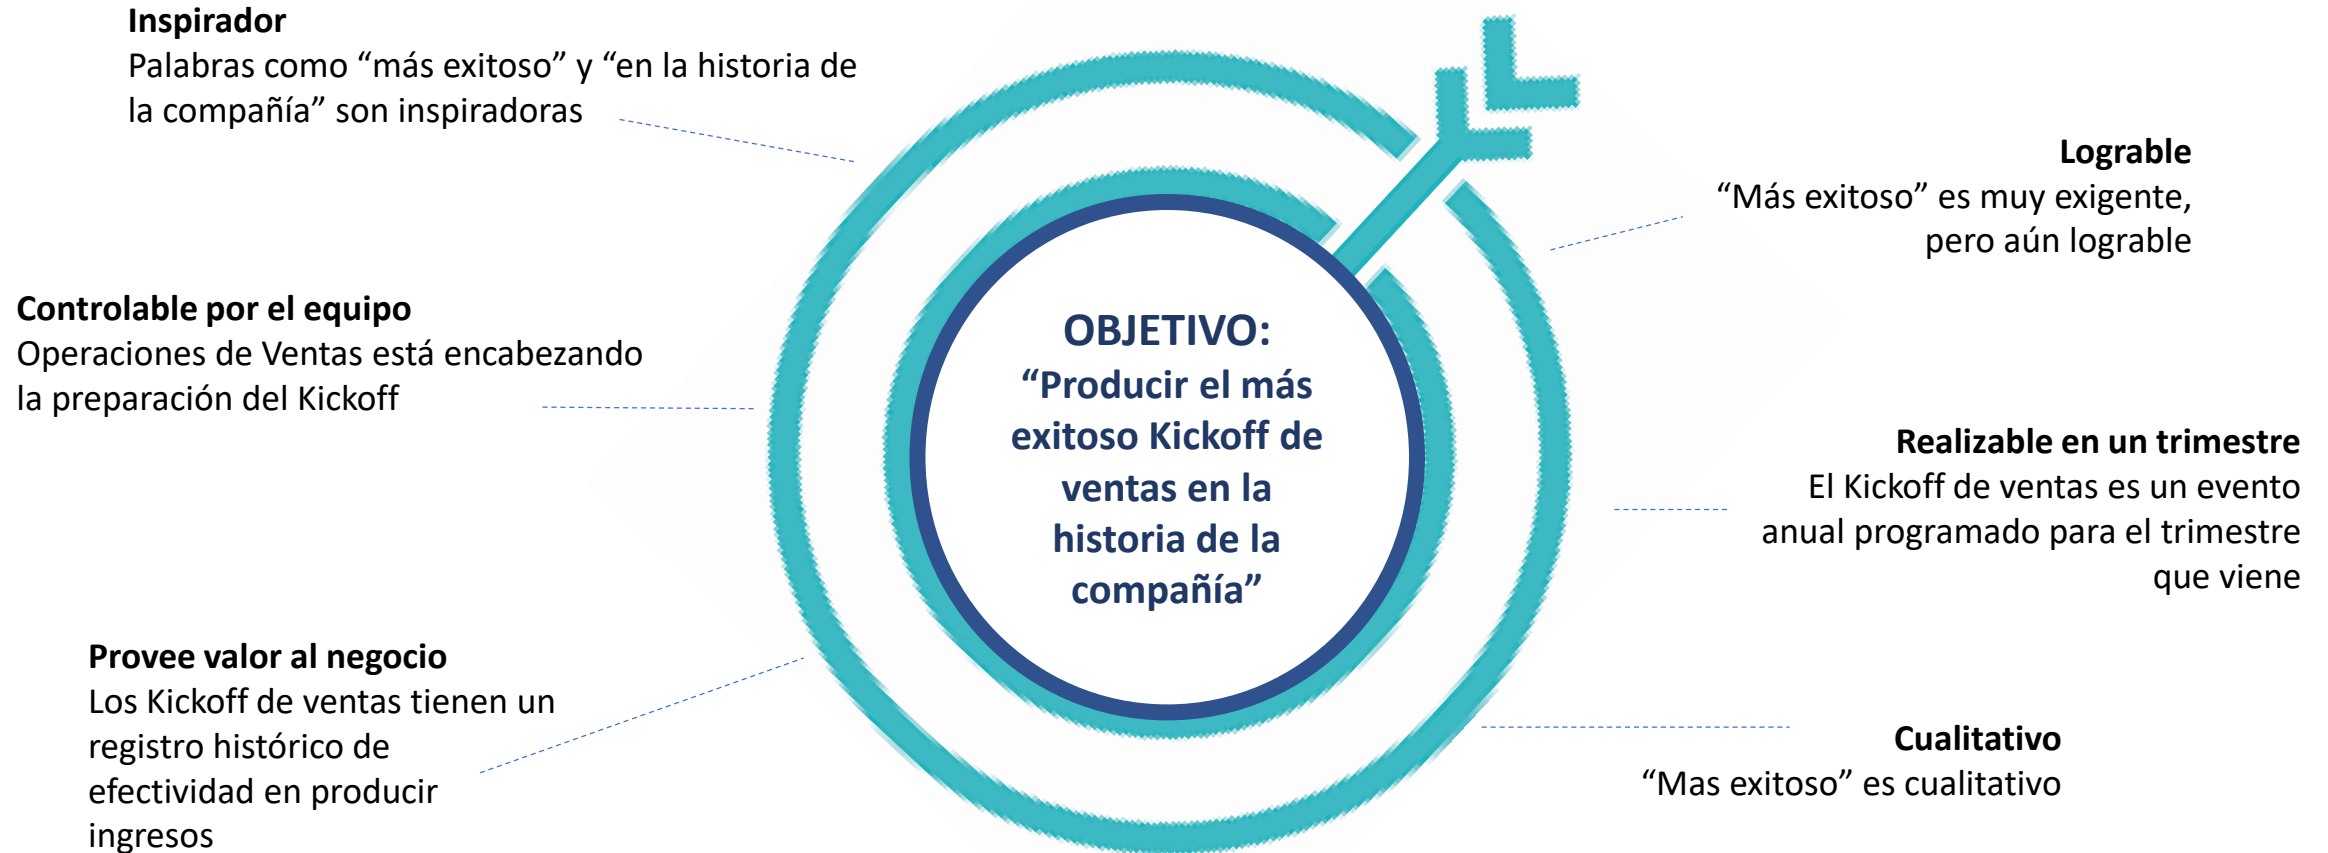 Inspirador
Palabras como “más exitoso” y “en la historia de
la compañía” son inspiradoras
Controlable por el equipo
Operaciones de Ventas está encabezando
la preparación del Kickoff
Provee valor al negocio
Los Kickoff de ventas tienen un
registro histórico de
efectividad en producir
ingresos
OBJETIVO:
“Producir el más
exitoso Kickoff de
ventas en la
historia de la
compañía”
Lograble
“Más exitoso” es muy exigente,
pero aún lograble
Realizable en un trimestre
El Kickoff de ventas es un evento
anual programado para el trimestre
que viene
Cualitativo
“Mas exitoso” es cualitativo